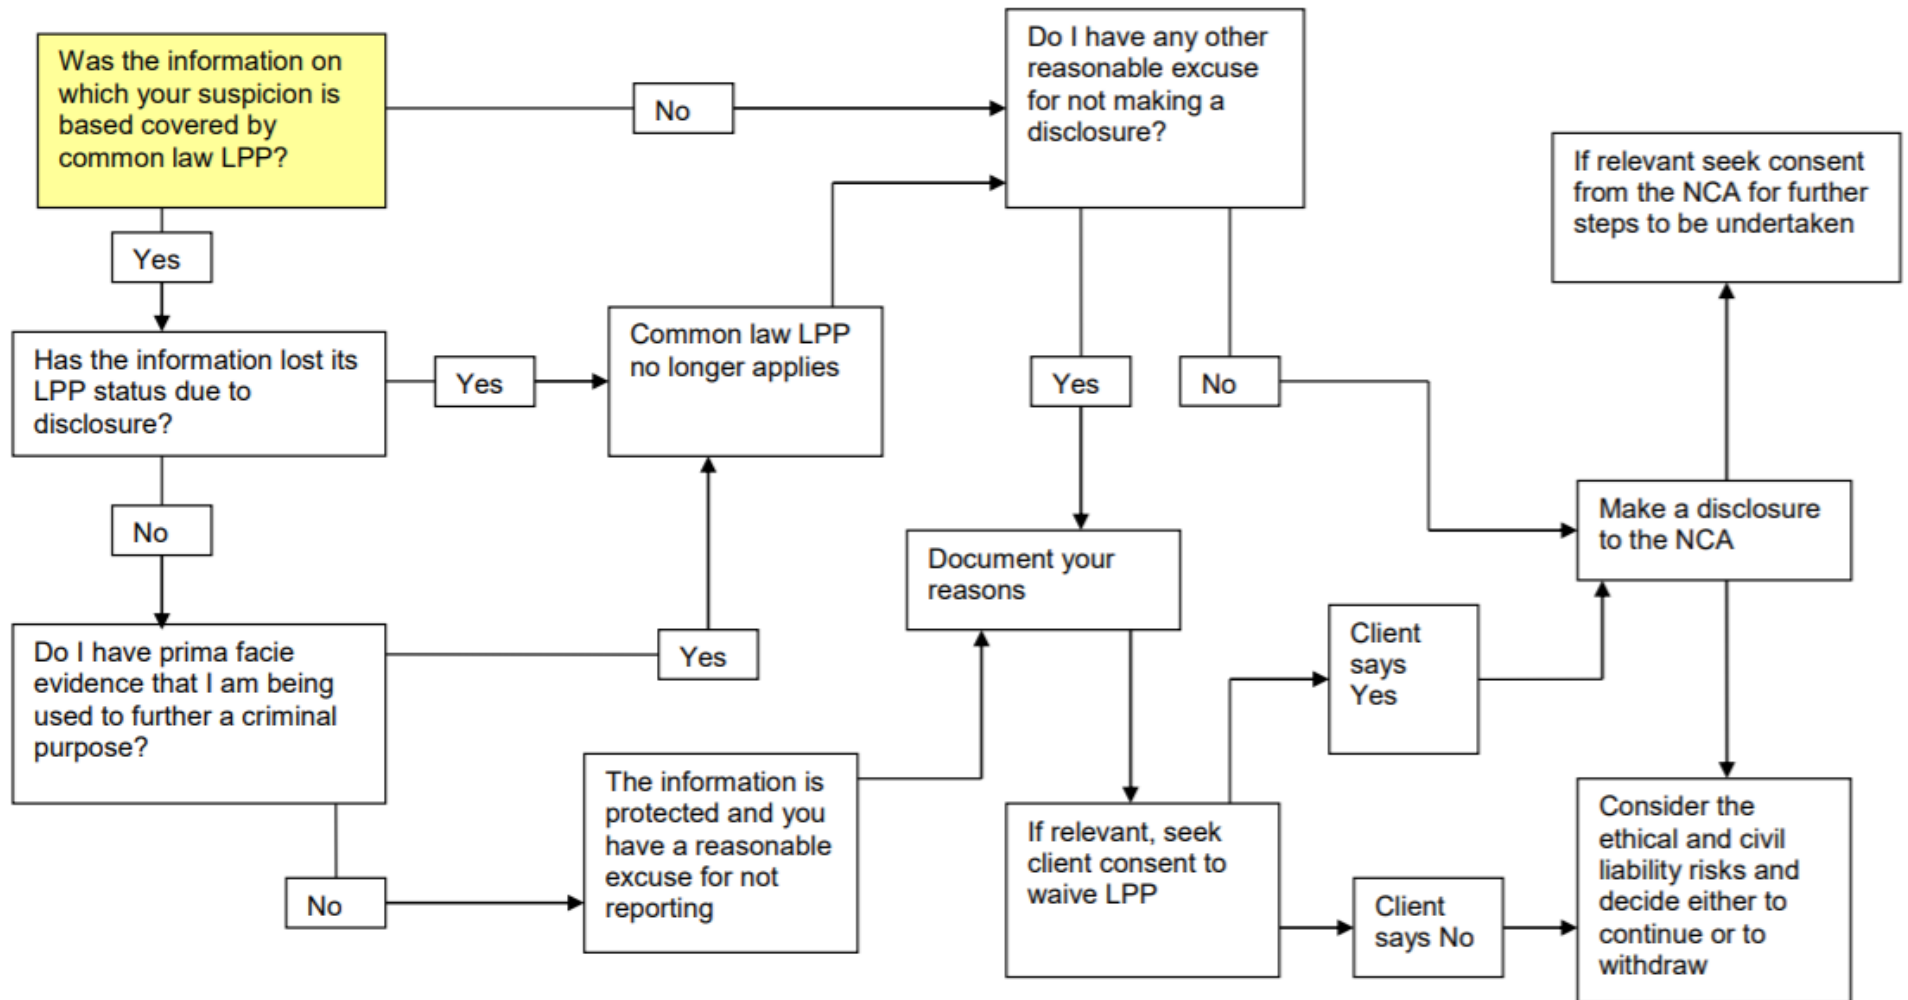 Was the information on
which your suspicion is
based covered by
common law LPP?
No
Do I have any other
reasonable excuse
for not making a
disclosure?
If relevant seek consent
from the NCA for further
steps to be undertaken
Yes
Has the information lost its
LPP status due to
disclosure?
Yes
Common law LPP
no longer applies
Yes
No
No
Make a disclosure
to the NCA
Document your
reasons
Do I have prima facie
evidence that I am being
used to further a criminal
purpose?
Yes
Client
says
Yes
The information is
protected and you
have a reasonable
excuse for not
reporting
If relevant, seek
client consent to
waive LPP
Consider the
ethical and civil
liability risks and
decide either to
continue or to
withdraw
No
Client
says No